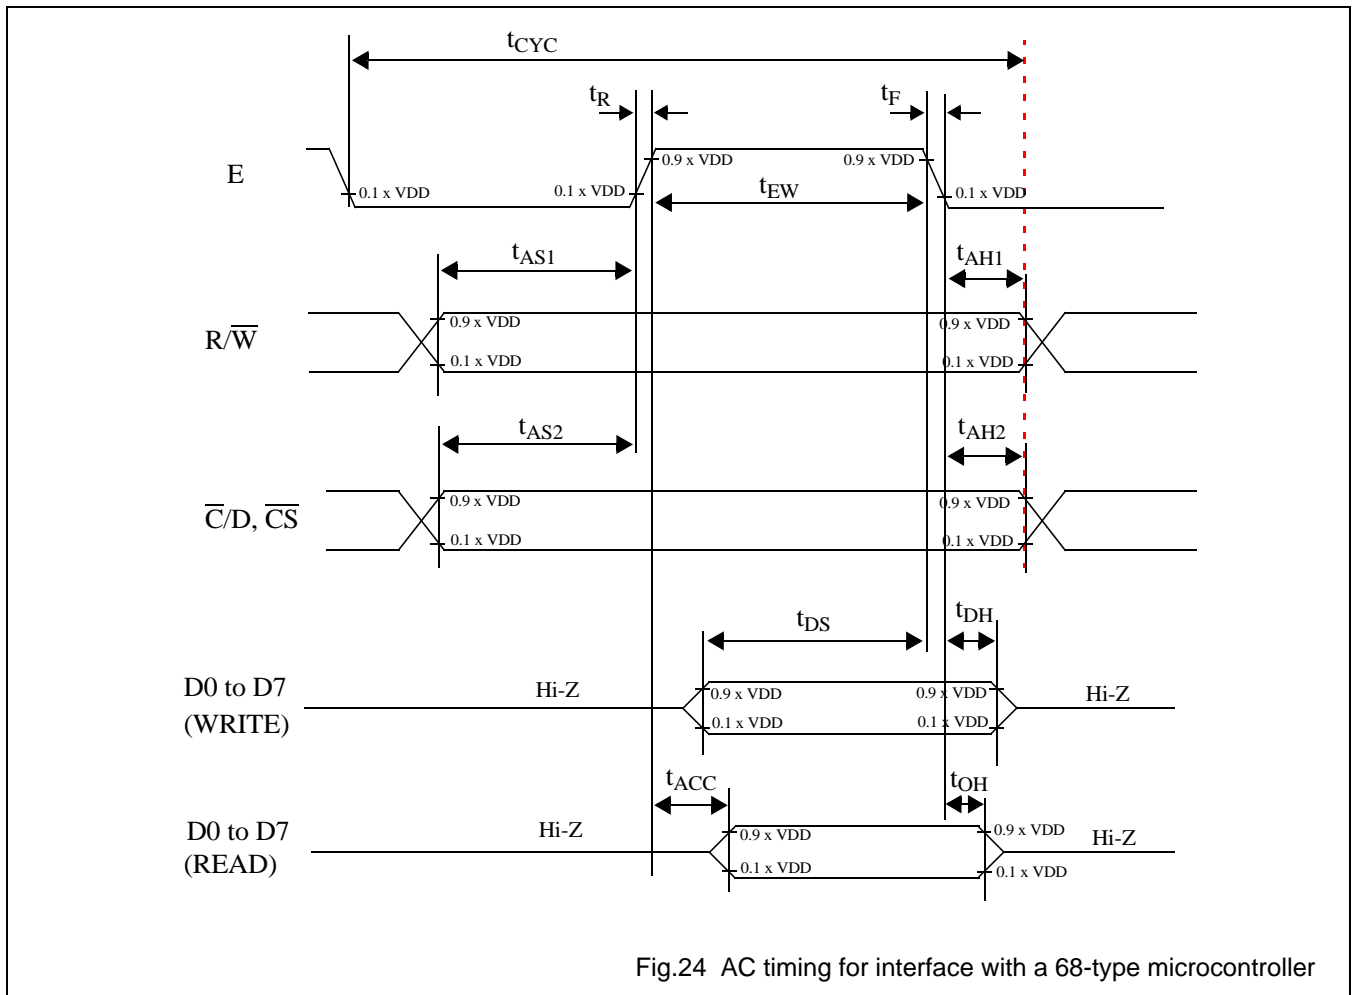 tCYC
tR
tF
E
0.9 x VDD
0.9 x VDD
0.1 x VDD
0.1 x VDD
tEW
0.1 x VDD
tAS1
tAH1
R/W̅
0.9 x VDD
0.9 x VDD
0.1 x VDD
0.1 x VDD
tAS2
tAH2
C̅/D, C̅S̅
0.9 x VDD
0.9 x VDD
0.1 x VDD
0.1 x VDD
tDS
tDH
D0 to D7
(WRITE)
Hi-Z
0.9 x VDD
0.9 x VDD
Hi-Z
0.1 x VDD
0.1 x VDD
tACC
tOH
D0 to D7
(READ)
Hi-Z
0.9 x VDD
0.9 x VDD
Hi-Z
0.1 x VDD
0.1 x VDD
Fig.24 AC timing for interface with a 68-type microcontroller